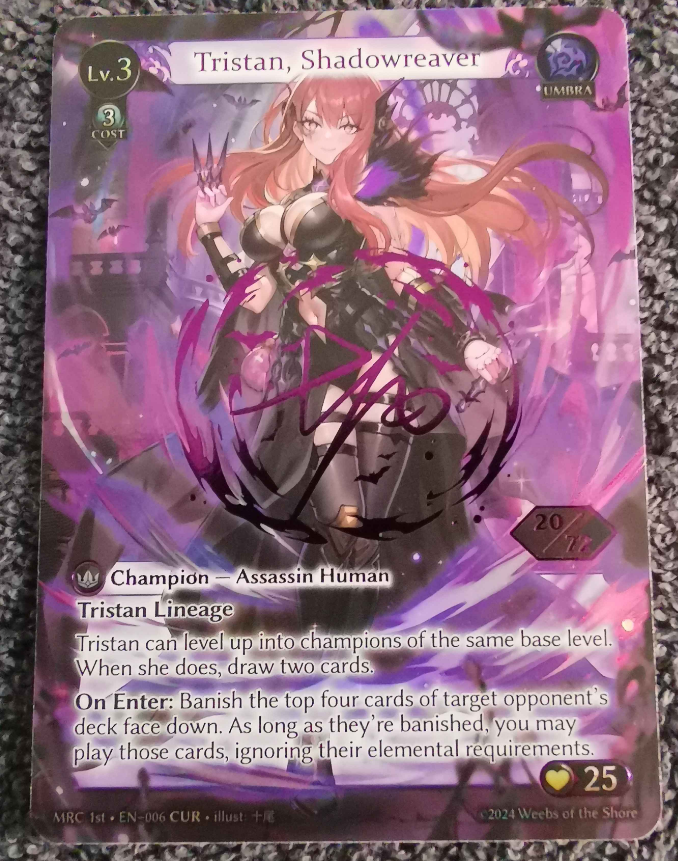 Lv.3
Tristan, Shadowreaver
UMBRA
3
COST
20/72
Champion — Assassin Human
Tristan Lineage
Tristan can level up into champions of the same base level.
When she does, draw two cards.
On Enter: Banish the top four cards of target opponent's
deck face down. As long as they're banished, you may
play those cards, ignoring their elemental requirements.
25
MRC 1st • EN-006 CUR • illust: 十尾
©2024 Weebs of the Shore